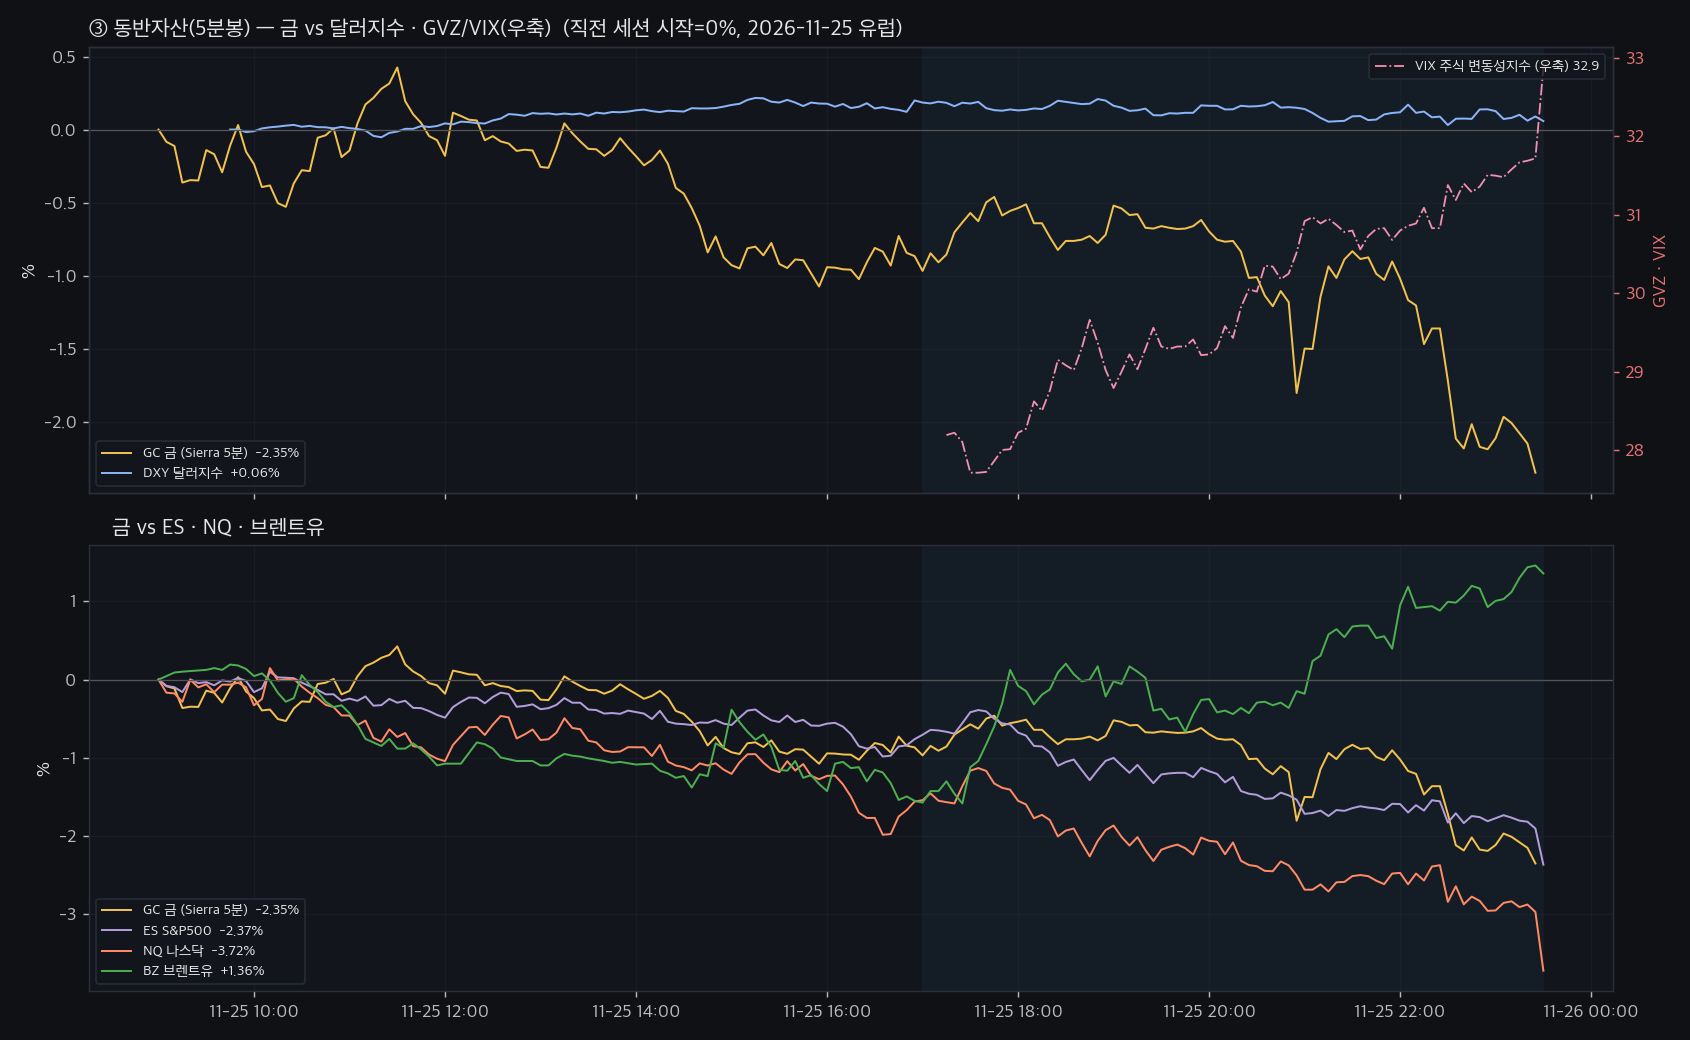 ③ 동반자산(5분봉) — 금 vs 달러지수 · GVZ/VIX(우축)  (직전 세션 시작=0%, 2026-11-25 유럽)
VIX 주식 변동성지수 (우축) 32.9
0.5
0.0
-0.5
-1.0
-1.5
-2.0
%
33
32
31
30
29
28
GVZ · VIX
GC 금 (Sierra 5분)  -2.35%
DXY 달러지수  +0.06%
금 vs ES · NQ · 브렌트유
1
0
-1
-2
-3
%
GC 금 (Sierra 5분)  -2.35%
ES S&P500  -2.37%
NQ 나스닥  -3.72%
BZ 브렌트유  +1.36%
11-25 10:00
11-25 12:00
11-25 14:00
11-25 16:00
11-25 18:00
11-25 20:00
11-25 22:00
11-26 00:00